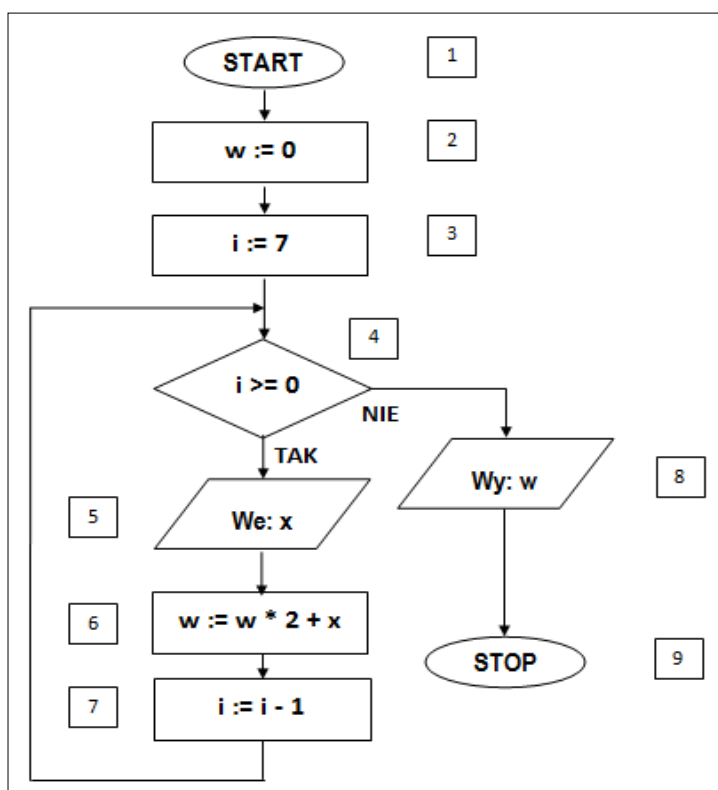 START
1
w := 0
2
i := 7
3
4
i >= 0
NIE
TAK
5
We: x
Wy: w
8
6
w := w * 2 + x
STOP
9
7
i := i - 1